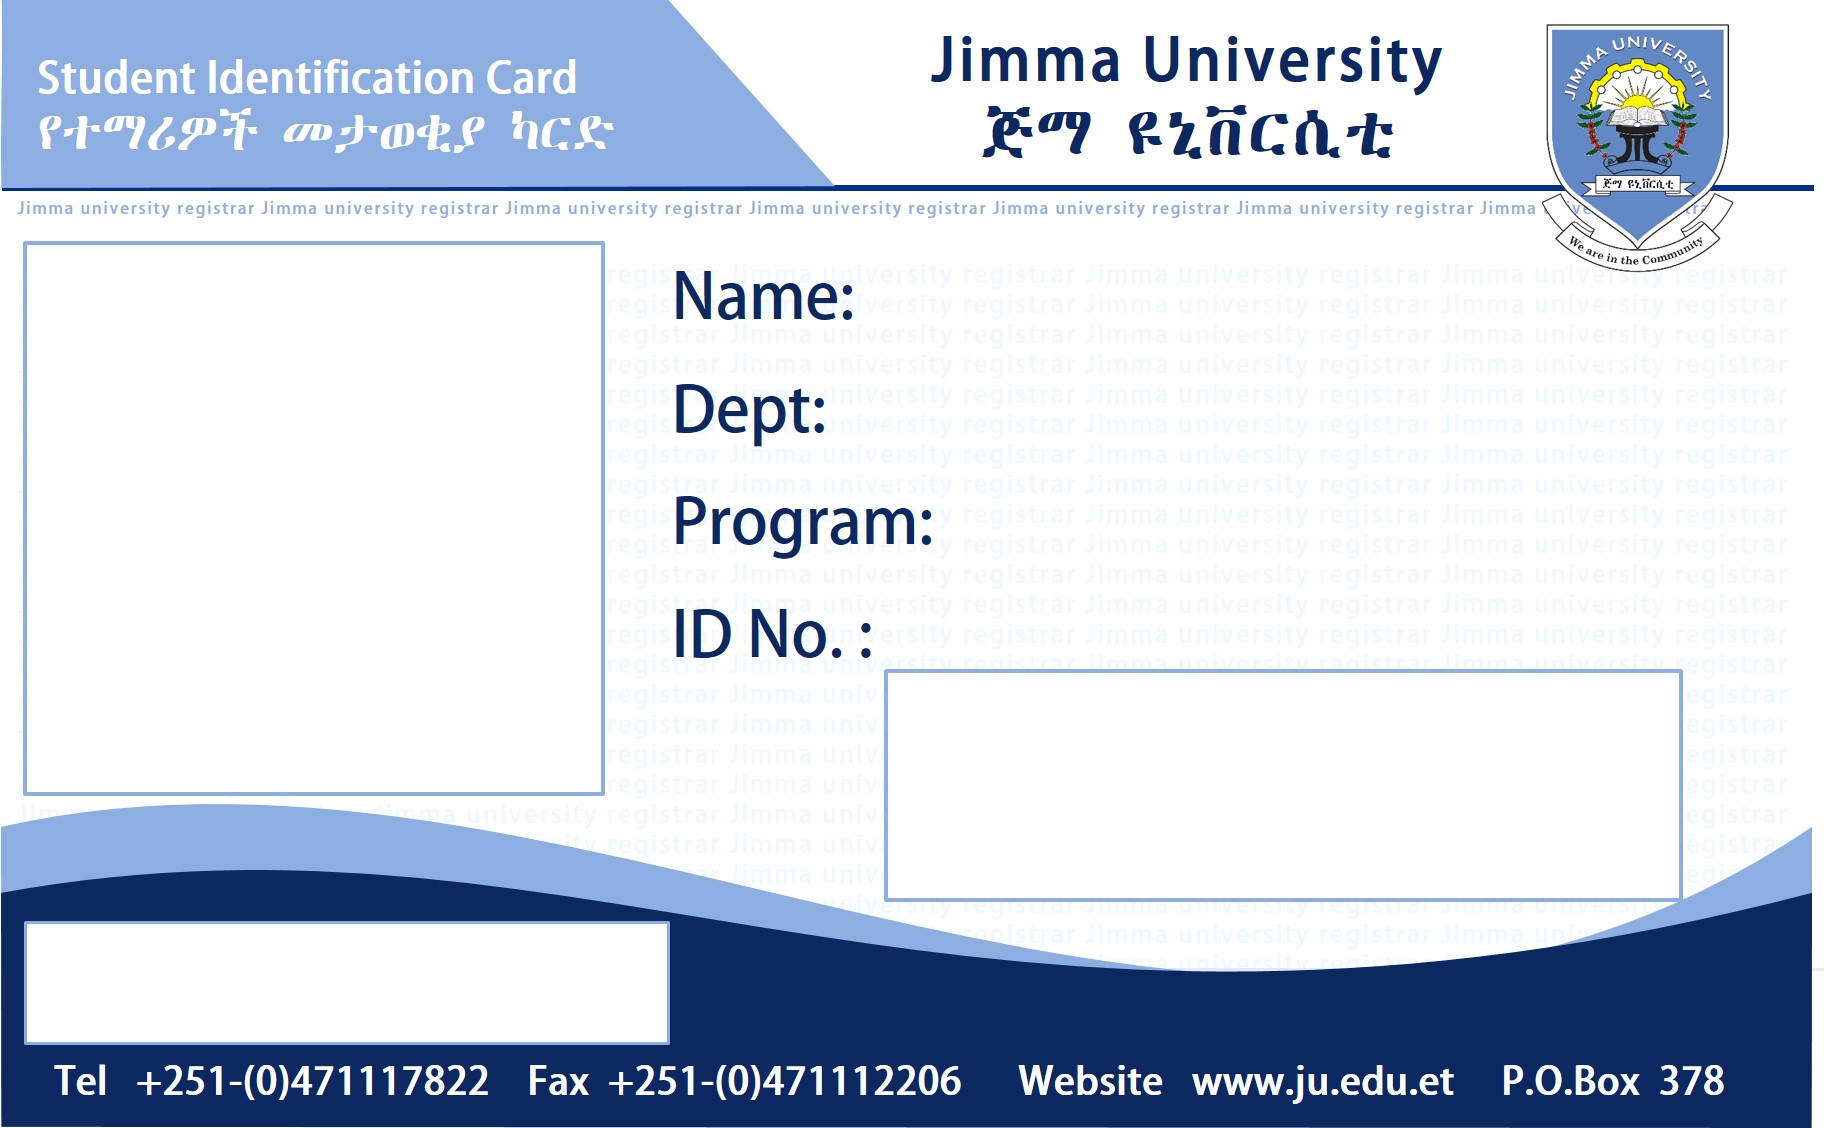 Student Identification Card
የተማሪዎች መታወቂያ ካርድ
Jimma University
ጅማ ዩኒቨርሲቲ
JIMMA UNIVERSITY
ጅማ ዩኒቨርሲቲ
We are in the Community
Jimma university registrar Jimma university registrar Jimma university registrar Jimma university registrar Jimma university registrar Jimma university registrar Jimma
Name:
Dept:
Program:
ID No. :
Tel +251-(0)471117822 Fax +251-(0)471112206 Website www.ju.edu.et P.O.Box 378